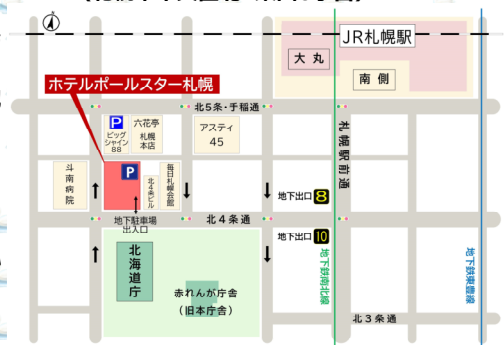 JR札幌駅
大丸
南側
ホテルポールスター札幌
北5条・手稲通
P
ビッグ
シャイン
88
六花亭
札幌
本店
アスティ
45
札幌駅前通
斗南病院
P
北4条ビル
毎日札幌会館
地下出口 8
地下駐車場
出入口
北4条通
地下出口 10
北海道庁
赤れんが庁舎
(旧本庁舎)
地下鉄南北線
地下鉄東豊線
北3条通